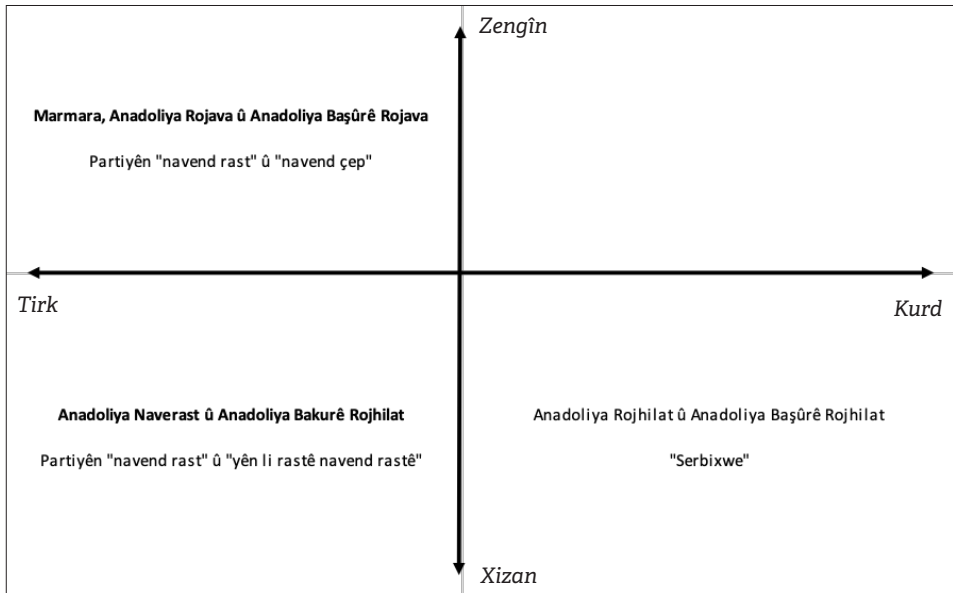 Zengîn
Marmara, Anadoliya Rojava û Anadoliya Başûrê Rojava
Partiyên "navend rast" û "navend çep"
Tirk
Kurd
Anadoliya Naverast û Anadoliya Bakurê Rojhilat
Partiyên "navend rast" û "yên li rastê navend rastê"
Anadoliya Rojhilat û Anadoliya Başûrê Rojhilat
"Serbixwe"
Xizan